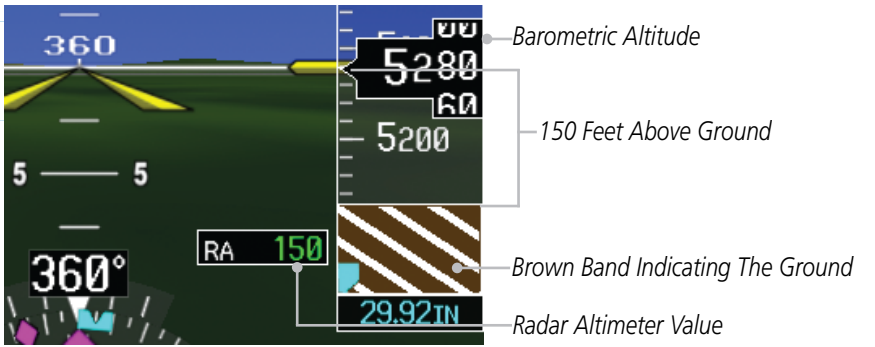 360
5280
00
60
Barometric Altitude
150 Feet Above Ground
5200
5 5
RA 150
360°
Brown Band Indicating The Ground
29.92IN
Radar Altimeter Value